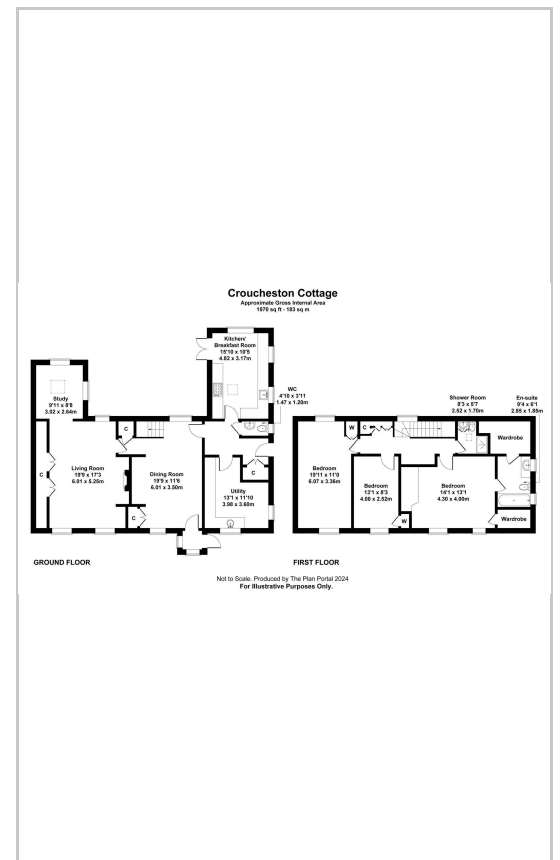 Croucheston Cottage
Approximate Gross Internal Area
1970 sq ft - 183 sq m
Kitchen/
Breakfast Room
15'10 x 10'5
4.82 x 3.17m
WC
4'10 x 3'11
1.47 x 1.20m
Study
9'11 x 8'8
3.02 x 2.64m
C
C
Living Room
19'8 x 17'3
6.01 x 5.25m
Dining Room
19'9 x 11'6
6.01 x 3.50m
C
C
Utility
13'1 x 11'10
3.98 x 3.60m
GROUND FLOOR
Shower Room
8'3 x 5'7
2.52 x 1.70m
En-suite
9'4 x 6'1
2.85 x 1.85m
W
C
Wardrobe
Bedroom
19'11 x 11'0
6.07 x 3.36m
Bedroom
13'1 x 8'3
4.00 x 2.52m
Bedroom
14'1 x 13'1
4.30 x 4.00m
W
Wardrobe
FIRST FLOOR
Not to Scale. Produced by The Plan Portal 2024
For Illustrative Purposes Only.